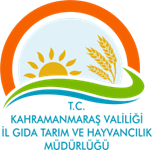 T.C.
KAHRAMANMARAŞ VALİLİĞİ
İL GIDA TARIM VE HAYVANCILIK
MÜDÜRLÜĞÜ